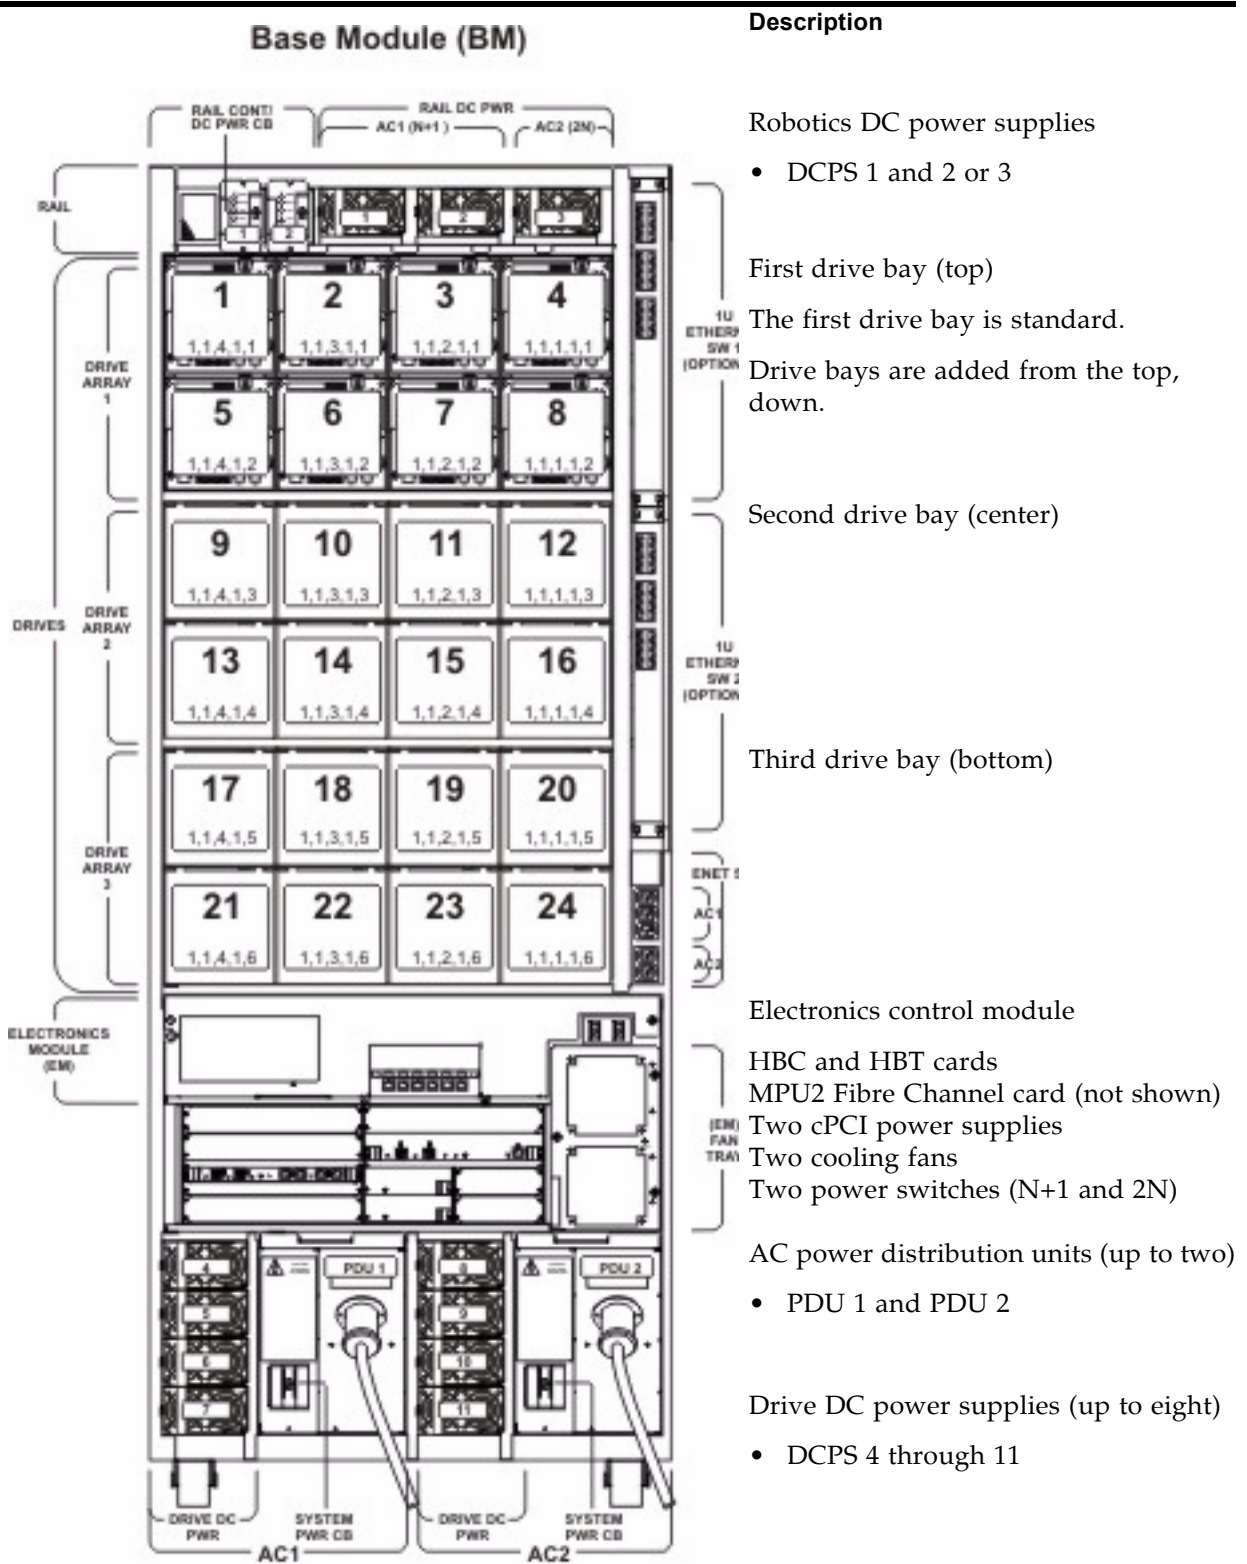 Description
Base Module (BM)
RAIL CONT/
DC PWR CB
RAIL DC PWR
AC1 (N+1)
AC2 (2N)
Robotics DC power supplies
• DCPS 1 and 2 or 3
RAIL
1
2
1
2
3
First drive bay (top)
The first drive bay is standard.
Drive bays are added from the top,
down.
DRIVES
DRIVE
ARRAY
1
1 2 3 4
1,1,4,1,1 1,1,3,1,1 1,1,2,1,1 1,1,1,1,1
5 6 7 8
1,1,4,1,2 1,1,3,1,2 1,1,2,1,2 1,1,1,1,2
1U
ETHERN
SW 1
(OPTION
Second drive bay (center)
DRIVE
ARRAY
2
9 10 11 12
1,1,4,1,3 1,1,3,1,3 1,1,2,1,3 1,1,1,1,3
13 14 15 16
1,1,4,1,4 1,1,3,1,4 1,1,2,1,4 1,1,1,1,4
1U
ETHERN
SW 2
(OPTION
Third drive bay (bottom)
DRIVE
ARRAY
3
17 18 19 20
1,1,4,1,5 1,1,3,1,5 1,1,2,1,5 1,1,1,1,5
21 22 23 24
1,1,4,1,6 1,1,3,1,6 1,1,2,1,6 1,1,1,1,6
ENET S
AC1
AC2
ELECTRONICS
MODULE
(EM)
Electronics control module
HBC and HBT cards
MPU2 Fibre Channel card (not shown)
Two cPCI power supplies
Two cooling fans
Two power switches (N+1 and 2N)
(EM)
FAN
TRAY
AC power distribution units (up to two)
• PDU 1 and PDU 2
4
5
6
7
PDU 1
8
9
10
11
PDU 2
Drive DC power supplies (up to eight)
• DCPS 4 through 11
DRIVE DC
PWR
SYSTEM
PWR CB
DRIVE DC
PWR
SYSTEM
PWR CB
AC1
AC2